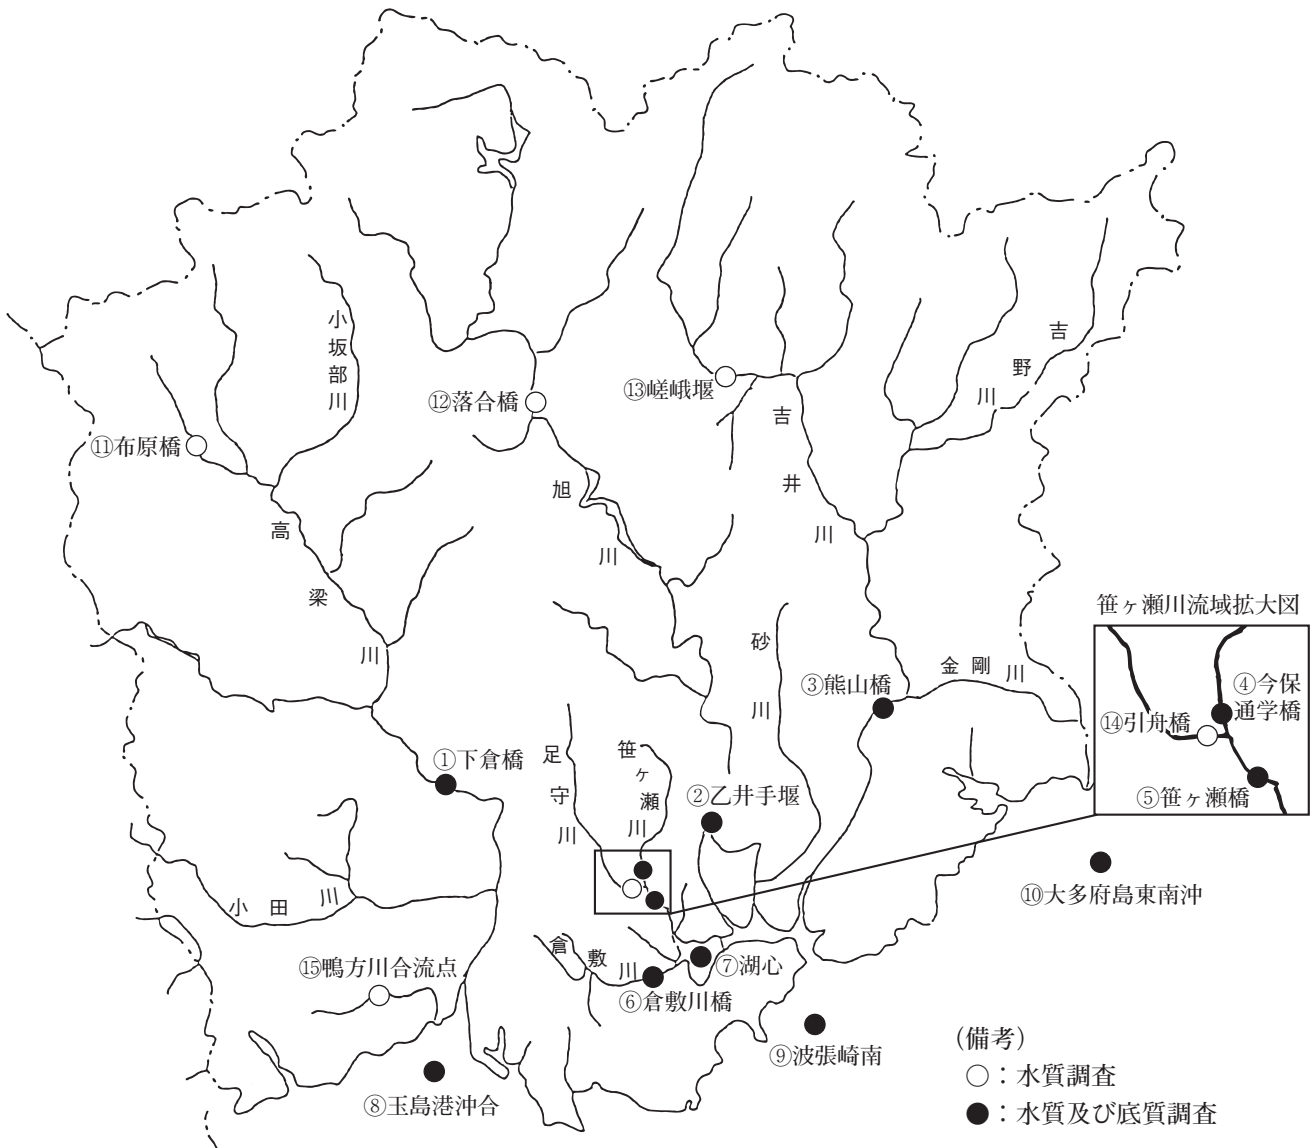 小坂部川
吉野川
⑬嵯峨堰
⑫落合橋
吉井川
⑪布原橋
旭川
高梁川
笹ヶ瀬川流域拡大図
④今保
通学橋
⑭引舟橋
⑤笹ヶ瀬橋
砂川
金剛川
③熊山橋
足守川
笹ヶ瀬川
①下倉橋
②乙井手堰
⑩大多府島東南沖
小田川
倉敷川
⑮鴨方川合流点
⑦湖心
⑥倉敷川橋
⑨波張崎南
⑧玉島港沖合
(備考)
○:水質調査
●:水質及び底質調査